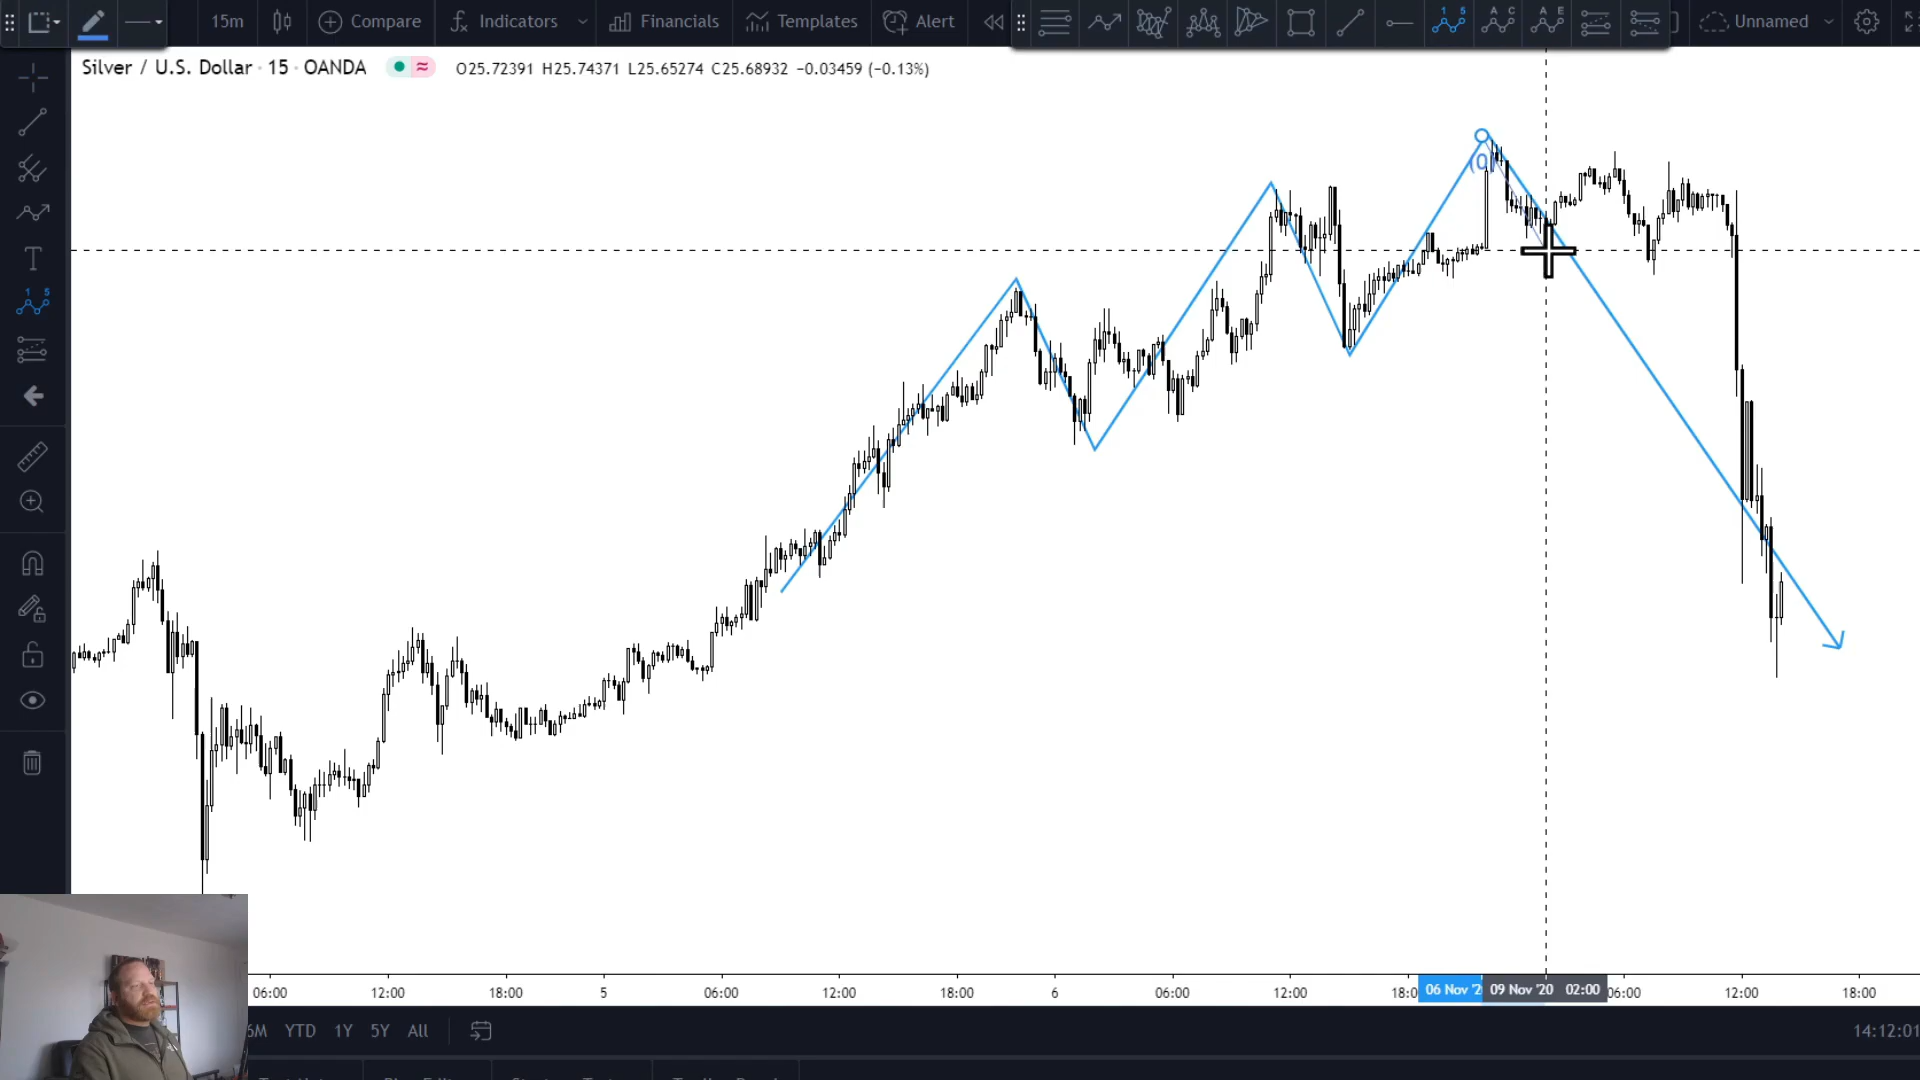 15m Compare Indicators Financials Templates Alert Unnamed
Silver / U.S. Dollar · 15 · OANDA O25.72391 H25.74371 L25.65274 C25.68932 −0.03459 (−0.13%)
(0)
06:00 12:00 18:00 5 06:00 12:00 18:00 6 06:00 12:00 06 Nov '2 09 Nov '20 02:00 06:00 12:00 18:00
YTD 1Y 5Y All 14:12:01